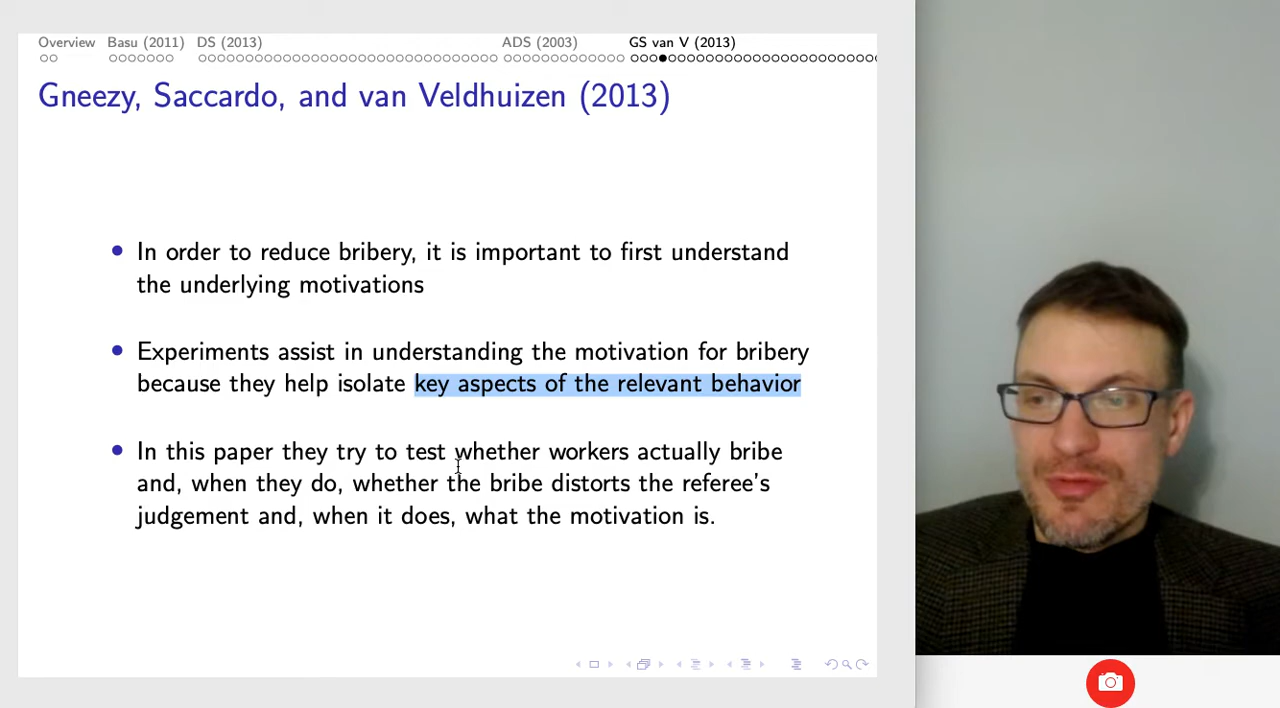 Overview Basu (2011) DS (2013) ADS (2003) GS van V (2013)
Gneezy, Saccardo, and van Veldhuizen (2013)
In order to reduce bribery, it is important to first understand
the underlying motivations
Experiments assist in understanding the motivation for bribery
because they help isolate key aspects of the relevant behavior
In this paper they try to test whether workers actually bribe
and, when they do, whether the bribe distorts the referee's
judgement and, when it does, what the motivation is.